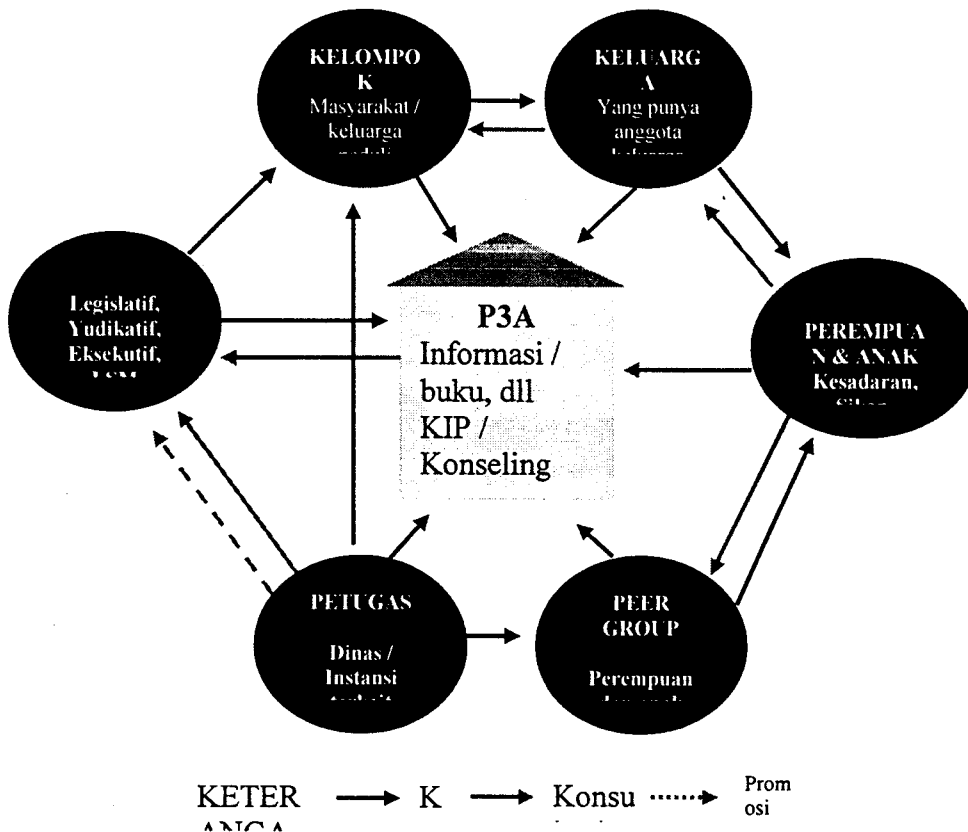 KELOMPO
K
Masyarakat /
keluarga
KELUARG
A
Yang punya
anggota
Legislatif,
Yudikatif,
Eksekutif,
P3A
Informasi /
buku, dll
KIP /
Konseling
PEREMPUA
N & ANAK
Kesadaran,
PETUGAS
Dinas /
Instansi
PEER
GROUP
Perempuan
KETER
K
Konsu
Prom
osi